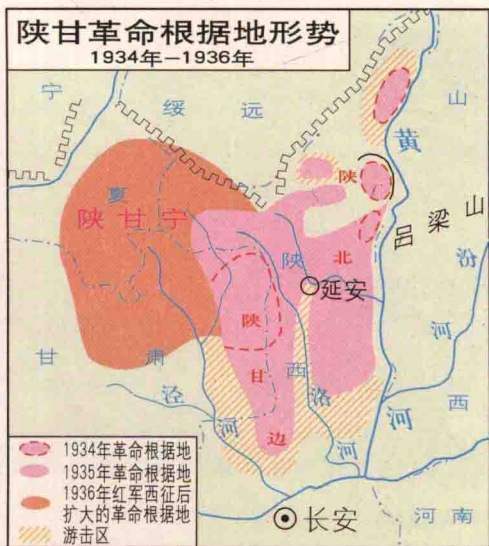 陕甘革命根据地形势
1934年－1936年
宁
绥远
山
黄
夏
陕甘宁
陕
北
吕梁山
汾
陕
延安
陕
甘
边
甘肃
西
洛
泾
河
河
河
河
西
1934年革命根据地
1935年革命根据地
1936年红军西征后
扩大的革命根据地
游击区
长安
河南